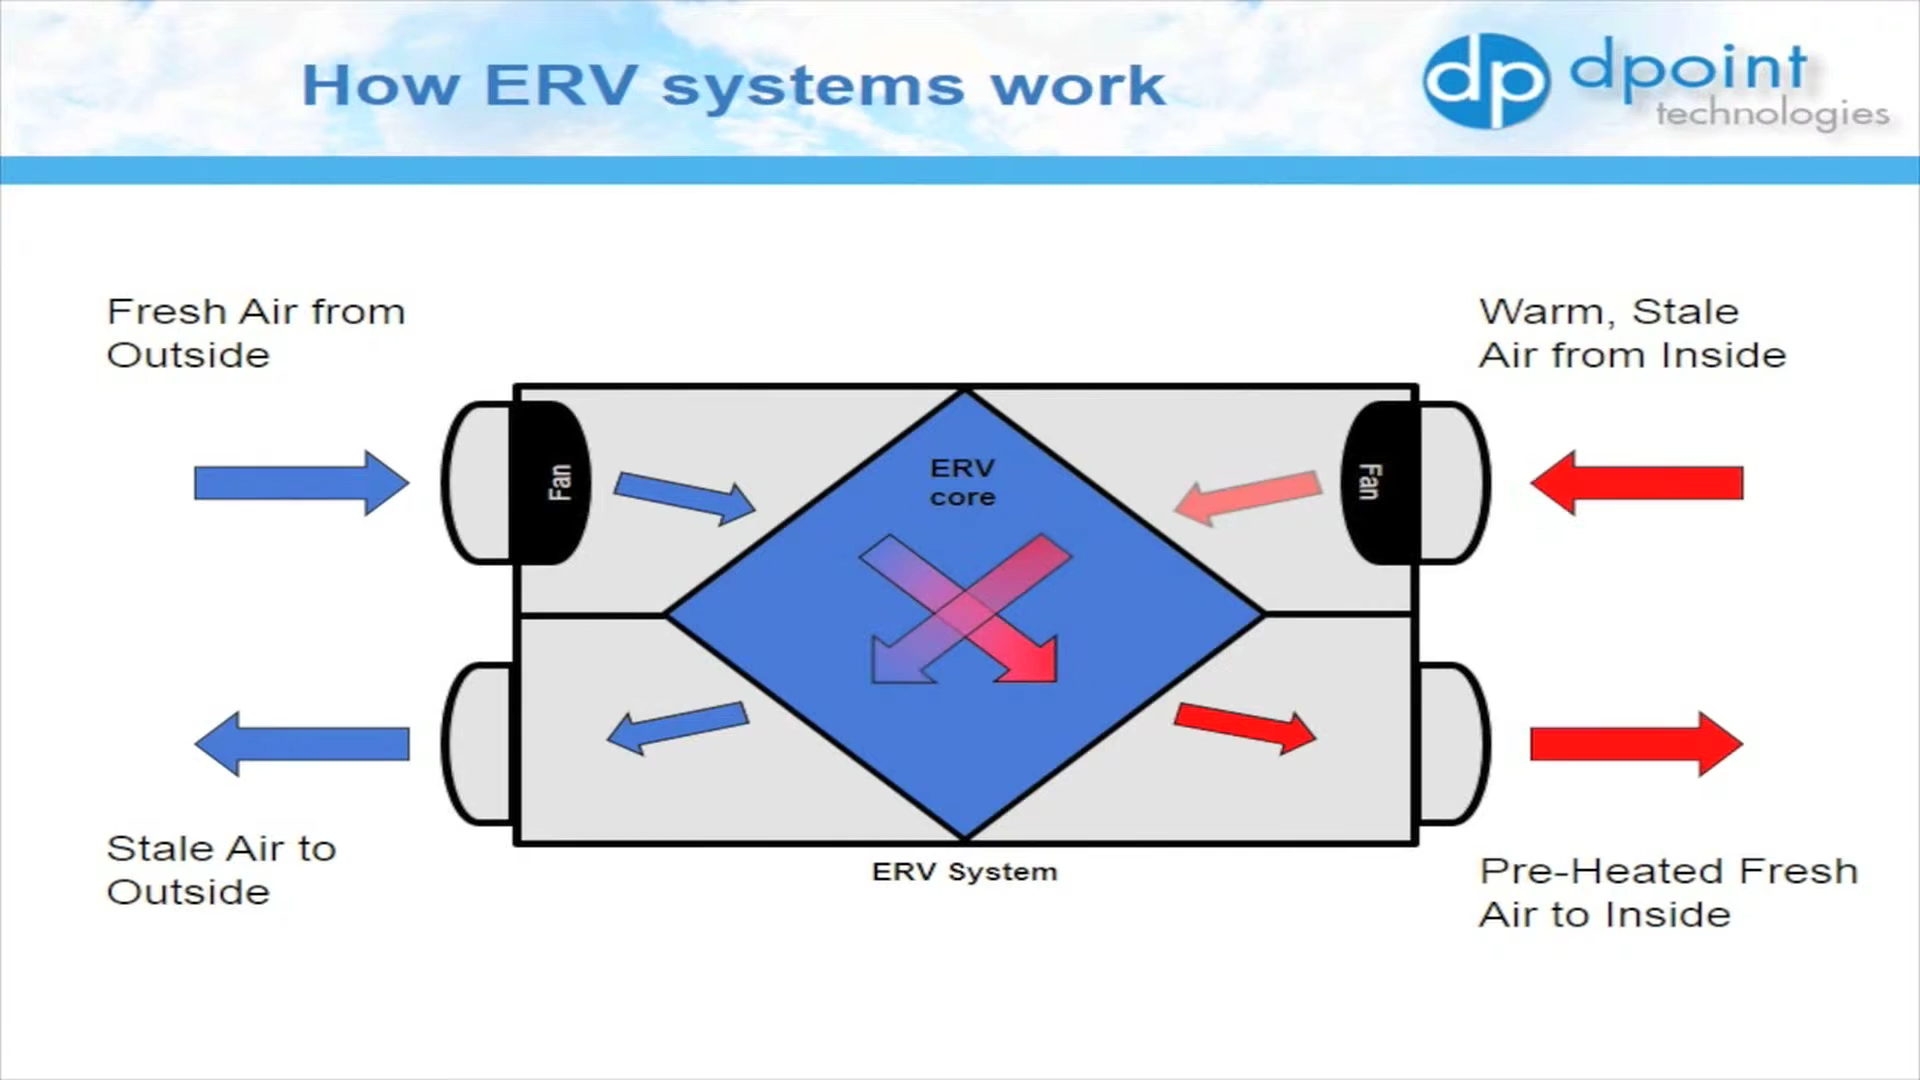 How ERV systems work
dp dpoint
technologies
Fresh Air from
Outside
Warm, Stale
Air from Inside
Fan
Fan
ERV
core
Stale Air to
Outside
ERV System
Pre-Heated Fresh
Air to Inside